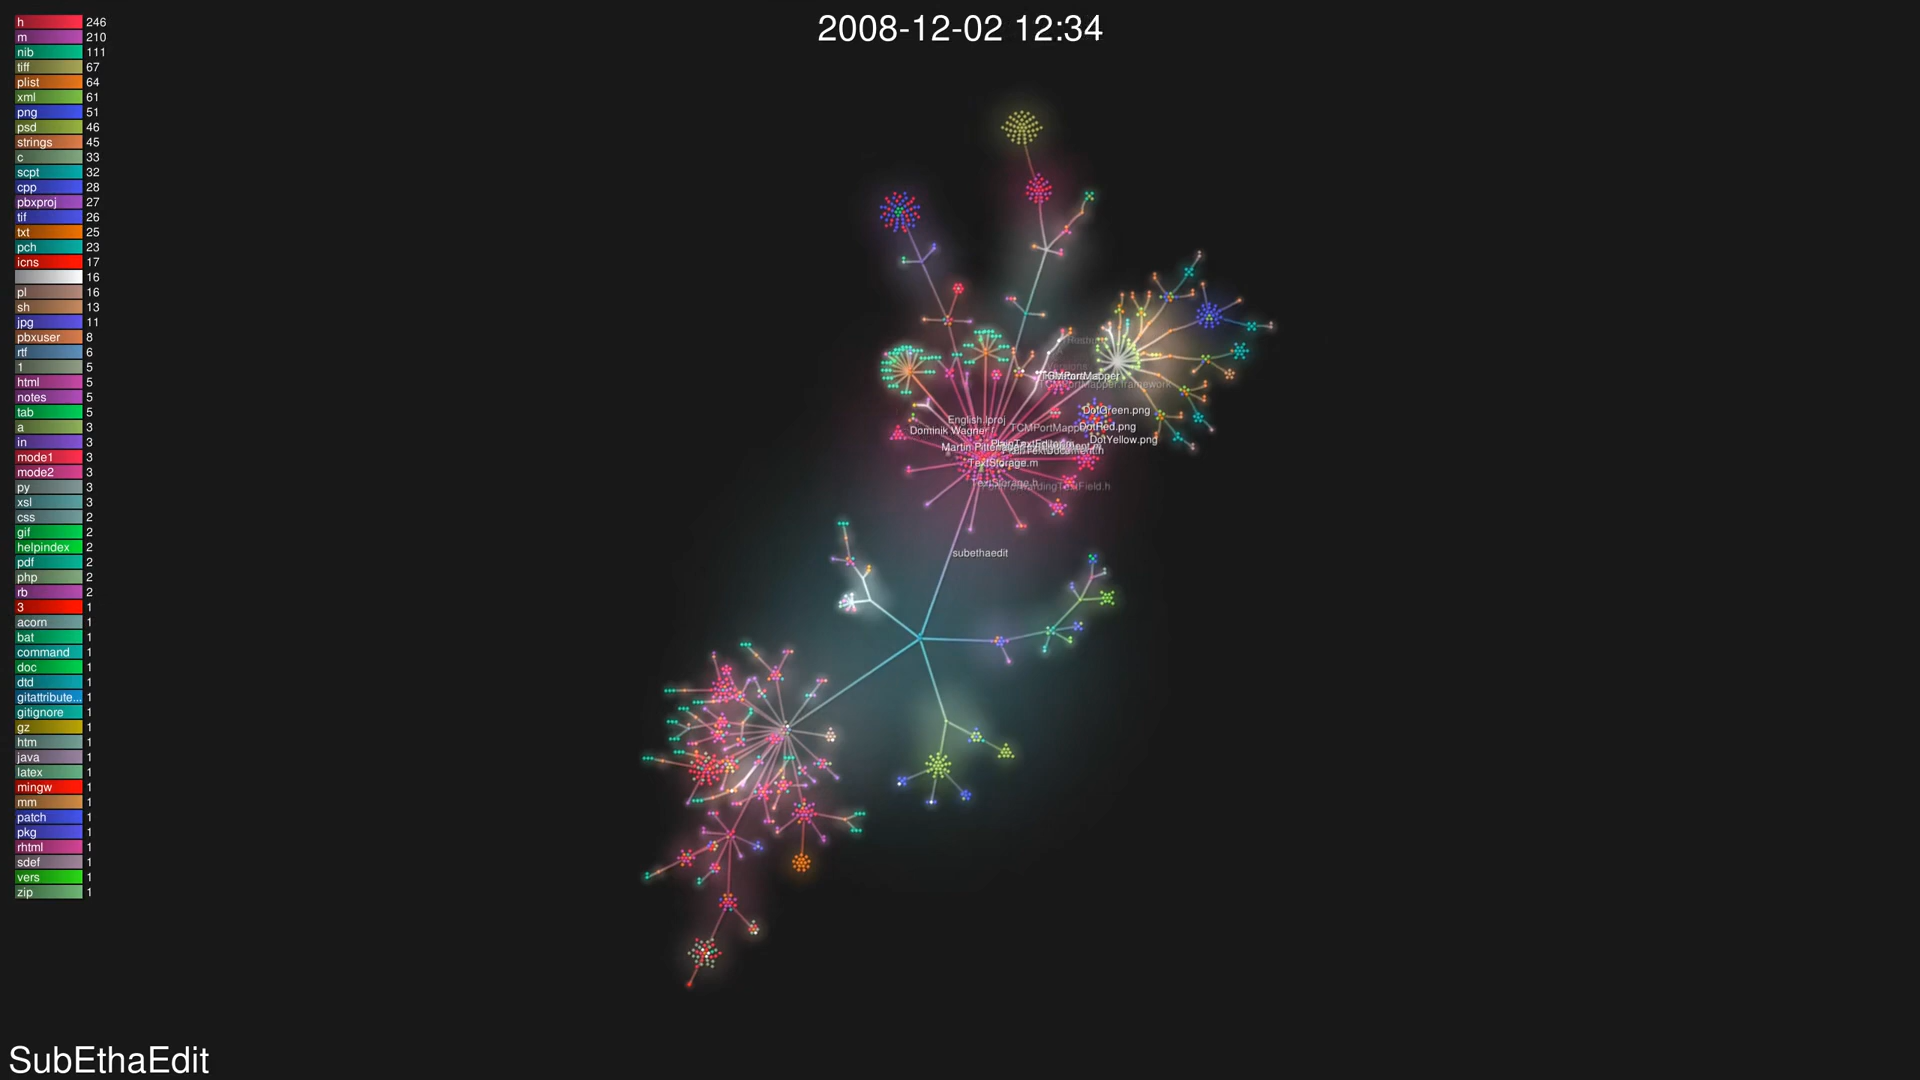 2008-12-02 12:34
h 246
m 210
nib 111
tiff 67
plist 64
xml 61
png 51
psd 46
strings 45
c 33
scpt 32
cpp 28
pbxproj 27
tif 26
txt 25
pch 23
icns 17
16
pl 16
sh 13
jpg 11
pbxuser 8
rtf 6
1 5
html 5
notes 5
tab 5
a 3
in 3
mode1 3
mode2 3
py 3
xsl 3
css 2
gif 2
helpindex 2
pdf 2
php 2
rb 2
3 1
acorn 1
bat 1
command 1
doc 1
dtd 1
gitattribute... 1
gitignore 1
gz 1
htm 1
java 1
latex 1
mingw 1
mm 1
patch 1
pkg 1
rhtml 1
sdef 1
vers 1
zip 1
TCMPortMapper
TCMPortMapper.framework
DotGreen.png
English.lproj
DotRed.png
Dominik Wagner
DotYellow.png
PlainTextEditor.m
TextStorage.m
TextStorage.h
subethaedit
SubEthaEdit